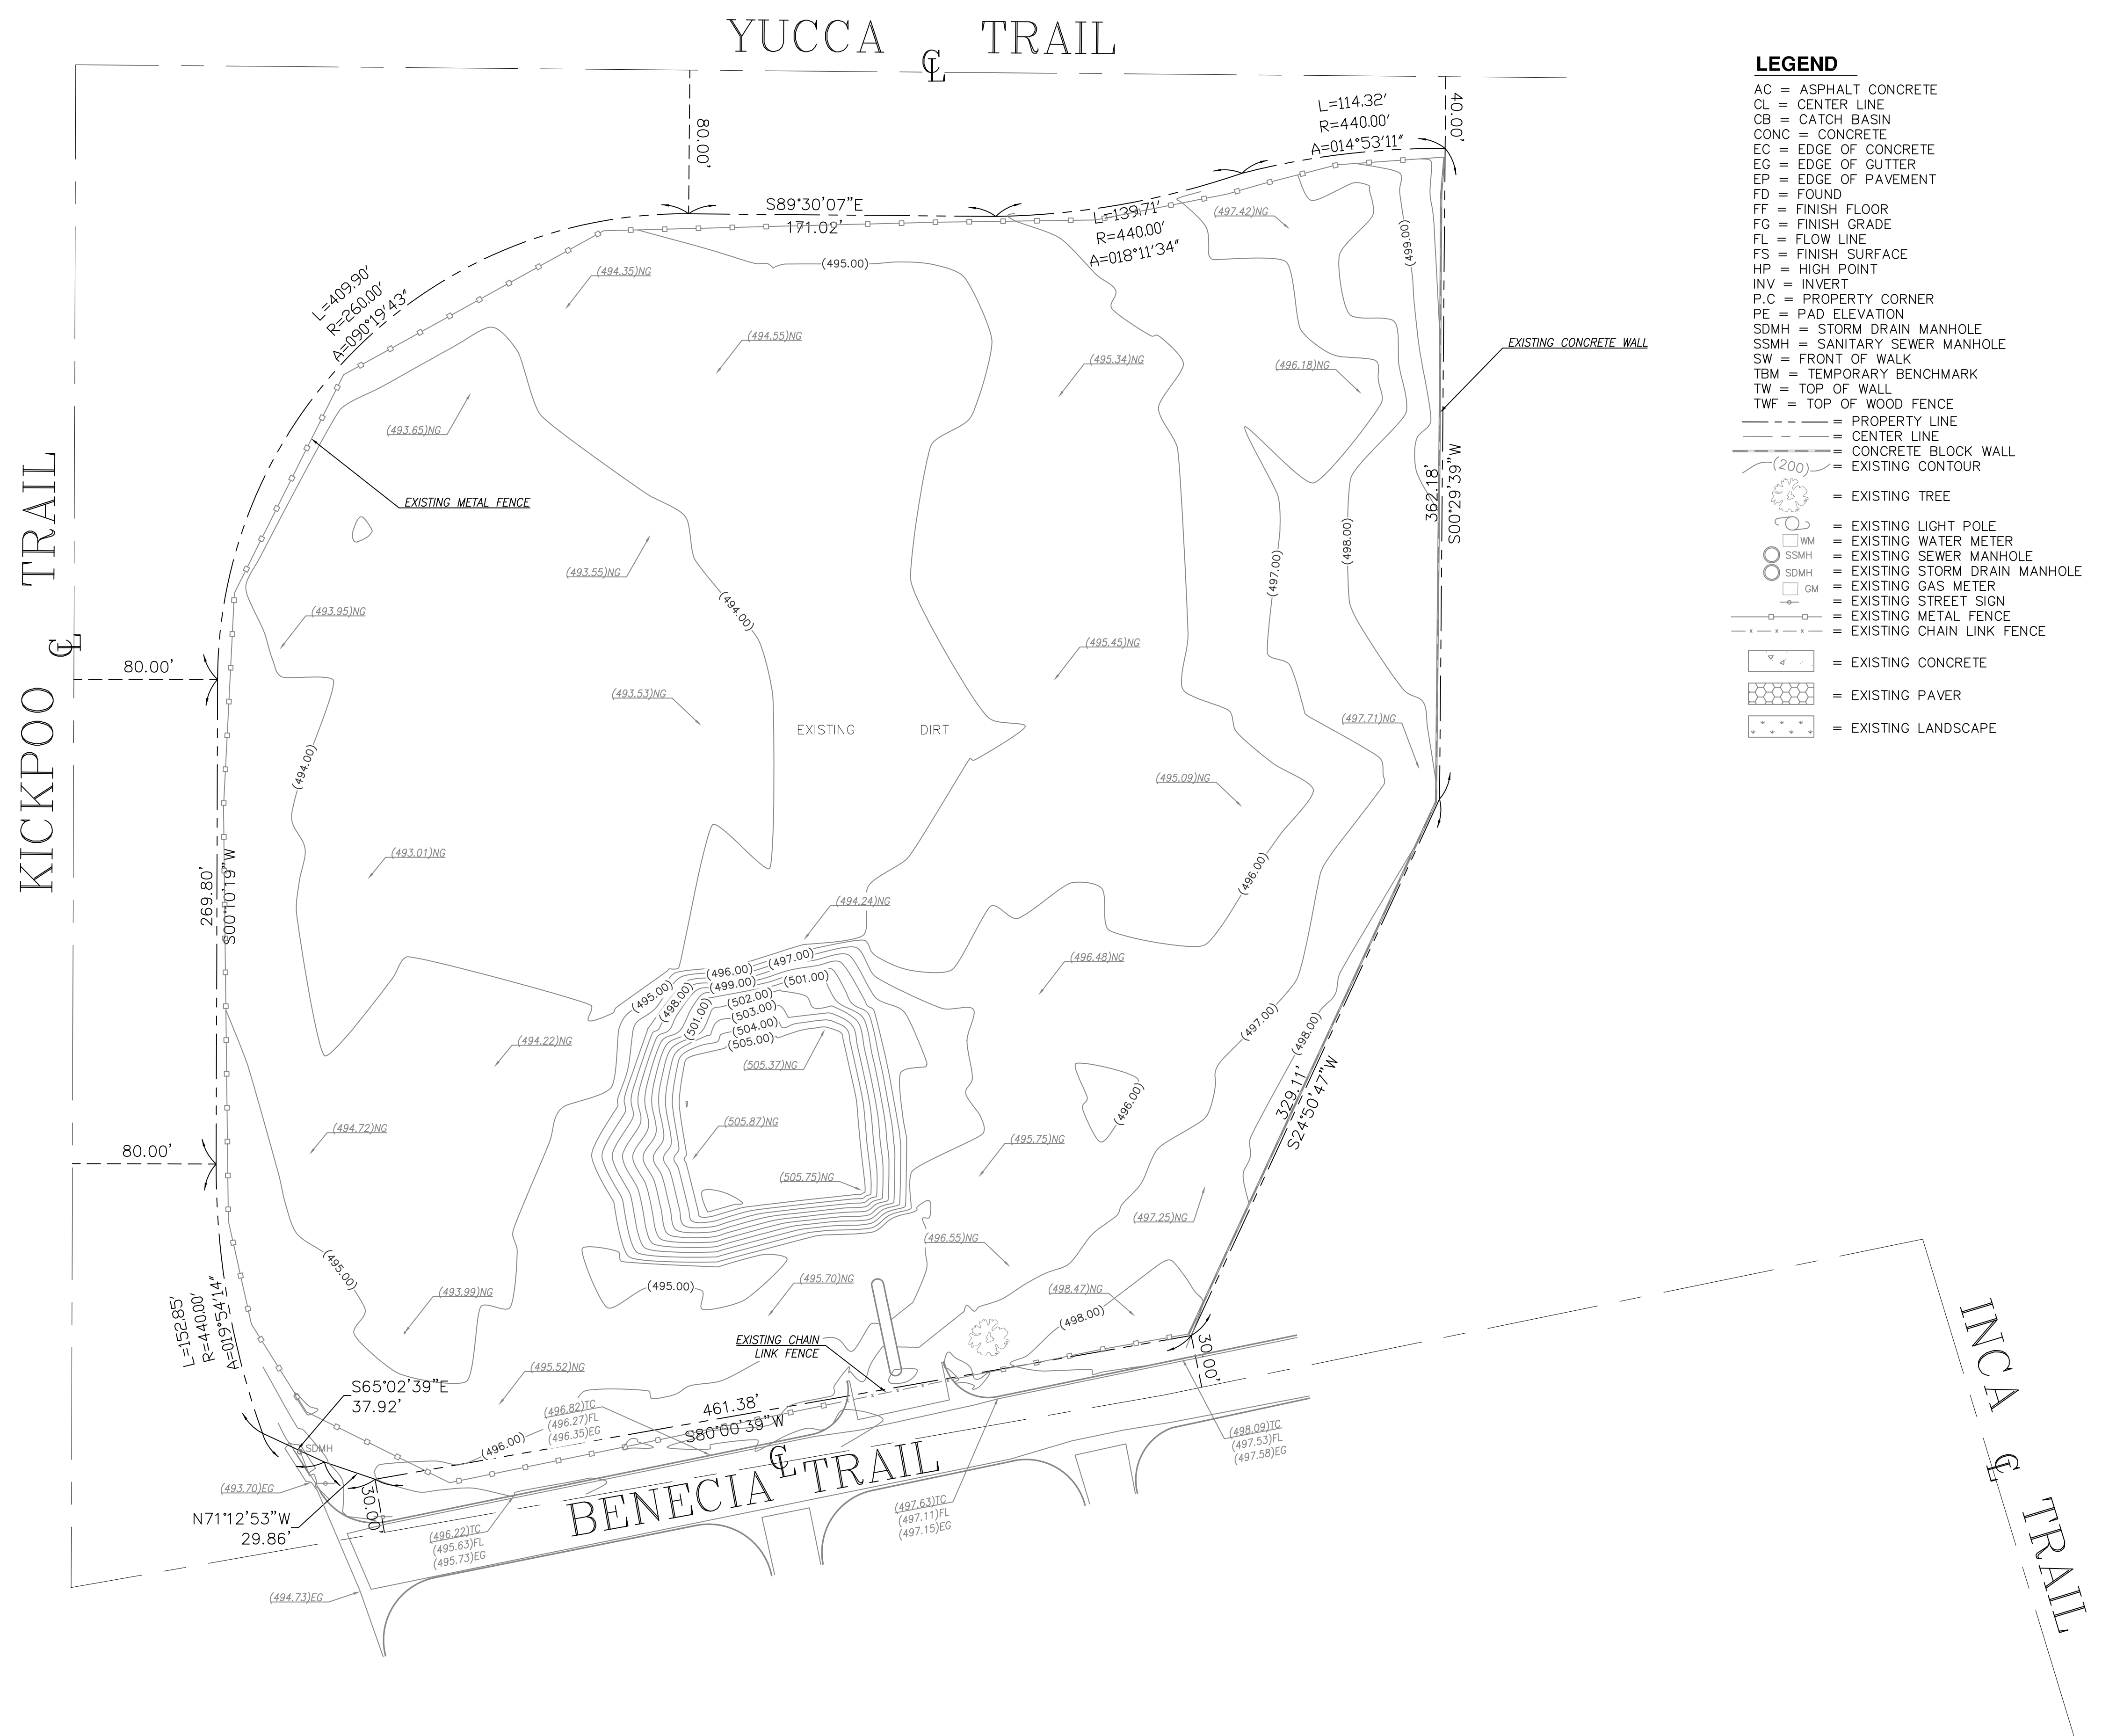 YUCCA TRAIL
℄
LEGEND
AC = ASPHALT CONCRETE
CL = CENTER LINE
CB = CATCH BASIN
CONC = CONCRETE
EC = EDGE OF CONCRETE
EG = EDGE OF GUTTER
EP = EDGE OF PAVEMENT
FD = FOUND
FF = FINISH FLOOR
FG = FINISH GRADE
FL = FLOW LINE
FS = FINISH SURFACE
HP = HIGH POINT
INV = INVERT
P.C = PROPERTY CORNER
PE = PAD ELEVATION
SDMH = STORM DRAIN MANHOLE
SSMH = SANITARY SEWER MANHOLE
SW = FRONT OF WALK
TBM = TEMPORARY BENCHMARK
TW = TOP OF WALL
TWF = TOP OF WOOD FENCE
= PROPERTY LINE
= CENTER LINE
= CONCRETE BLOCK WALL
(200) = EXISTING CONTOUR
= EXISTING TREE
= EXISTING LIGHT POLE
WM = EXISTING WATER METER
SSMH = EXISTING SEWER MANHOLE
SDMH = EXISTING STORM DRAIN MANHOLE
GM = EXISTING GAS METER
= EXISTING STREET SIGN
= EXISTING METAL FENCE
= EXISTING CHAIN LINK FENCE
= EXISTING CONCRETE
= EXISTING PAVER
= EXISTING LANDSCAPE
80.00'
40.00'
L=114.32'
R=440.00'
A=014°53'11"
S89°30'07"E
171.02'
L=139.71'
R=440.00'
A=018°11'34"
(497.42)NG
(499.00)
(495.00)
(494.35)NG
L=409.90'
R=260.00'
A=090°19'43"
(494.55)NG
(495.34)NG
(496.18)NG
EXISTING CONCRETE WALL
(493.65)NG
EXISTING METAL FENCE
362.18'
S00°29'39"W
(498.00)
(497.00)
(493.55)NG
(494.00)
(493.95)NG
KICKPOO TRAIL
℄
80.00'
(495.45)NG
(493.53)NG
EXISTING DIRT
(497.71)NG
(494.00)
(495.09)NG
(493.01)NG
(496.00)
269.80'
S00°10'19"W
(494.24)NG
(496.48)NG
(497.00)
(496.00)
(501.00)
(499.00)
(495.00)
(498.00)
(502.00)
(501.00)
(503.00)
(504.00)
(505.00)
(497.00)
(498.00)
(494.22)NG
(505.37)NG
329.11'
S24°50'47"W
(496.00)
(505.87)NG
(494.72)NG
(495.75)NG
80.00'
(505.75)NG
(497.25)NG
(496.55)NG
(495.00)
(495.00)
(495.70)NG
(493.99)NG
(498.47)NG
(498.00)
L=152.85'
R=440.00'
A=019°54'14"
EXISTING CHAIN
LINK FENCE
30.00'
(495.52)NG
S65°02'39"E
37.92'
461.38'
S80°00'39"W
(496.82)TC
(496.27)FL
(496.35)EG
(496.00)
SDMH
(498.09)TC
(497.53)FL
(497.58)EG
BENECIA TRAIL
℄
(493.70)EG
30.00'
N71°12'53"W
29.86'
(497.63)TC
(497.11)FL
(497.15)EG
(496.22)TC
(495.63)FL
(495.73)EG
(494.73)EG
INCA TRAIL
℄